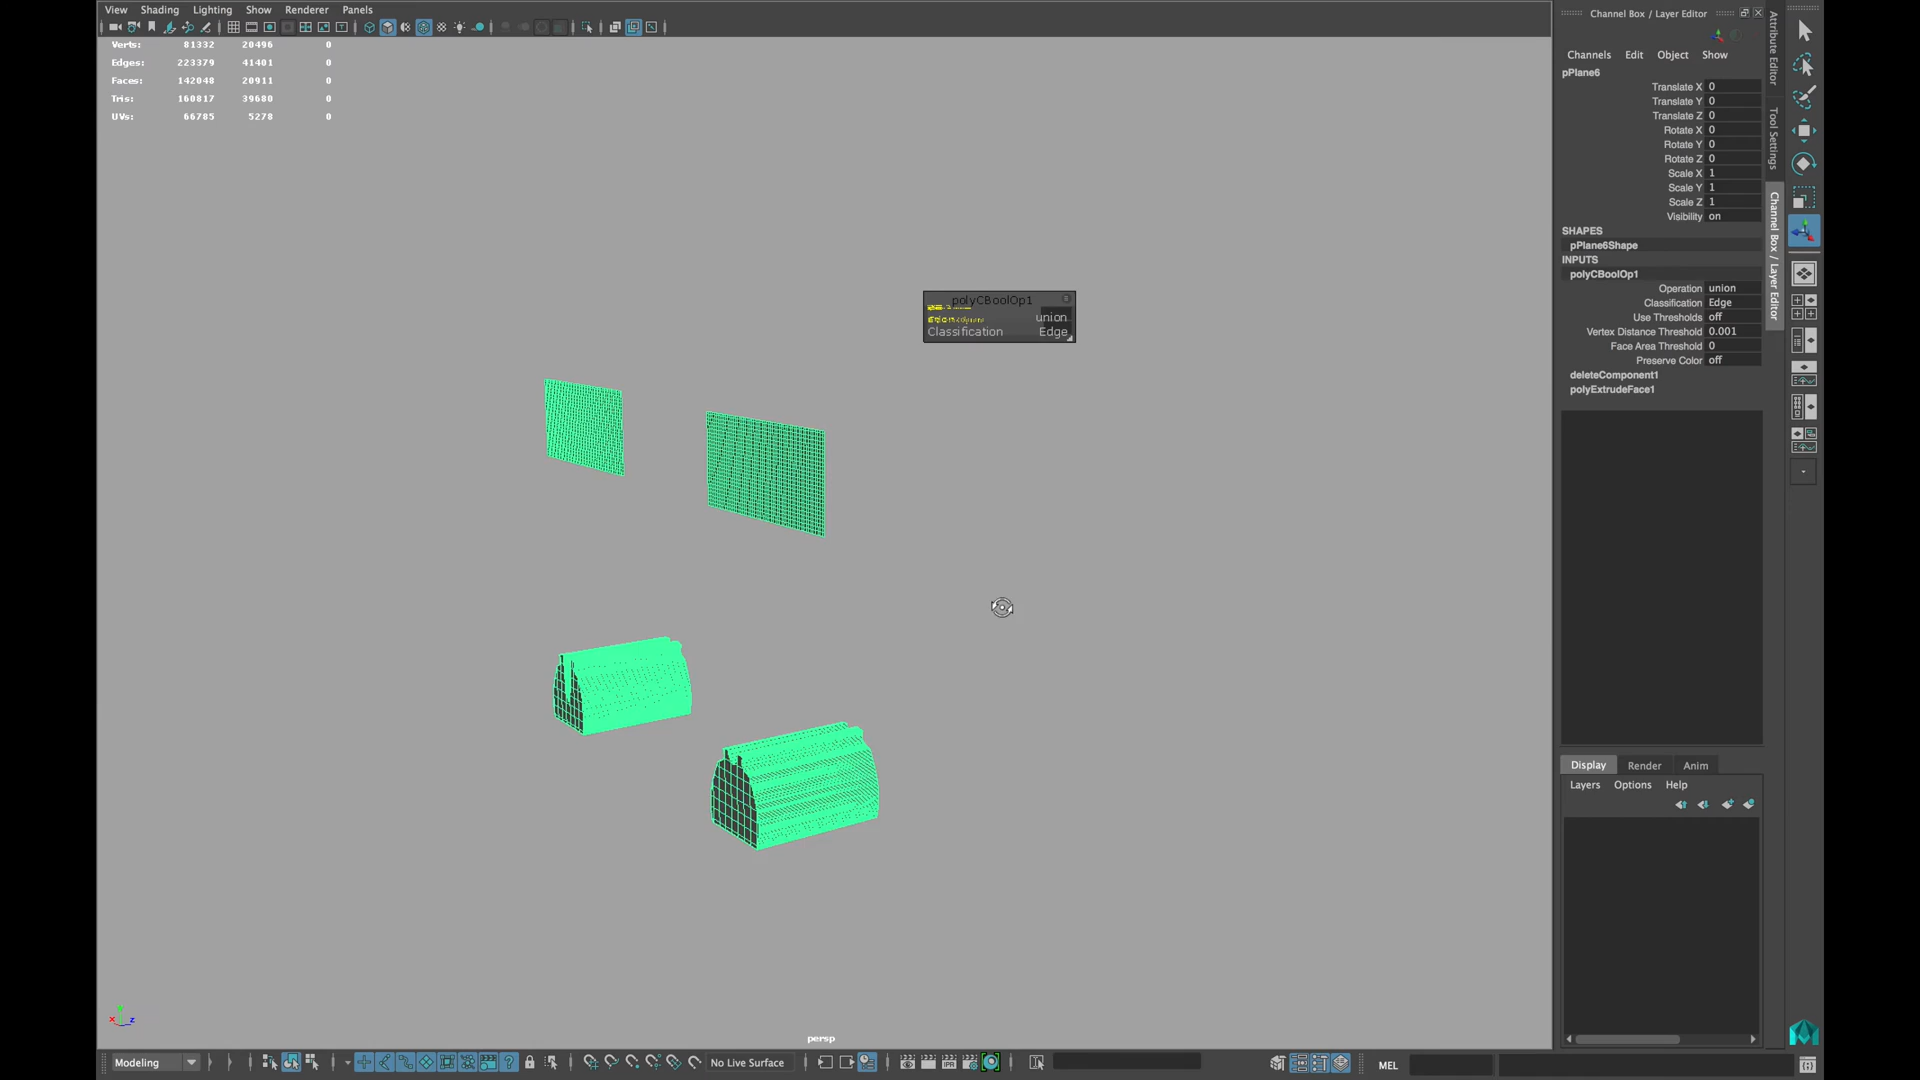 View Shading Lighting Show Renderer Panels
Verts: 81332 20496 0
Edges: 223379 41401 0
Faces: 142048 20911 0
Tris: 160817 39680 0
UVs: 66785 5278 0
polyCBoolOp1
union
Classification Edge
persp
Channel Box / Layer Editor
Channels Edit Object Show
pPlane6
Translate X 0
Translate Y 0
Translate Z 0
Rotate X 0
Rotate Y 0
Rotate Z 0
Scale X 1
Scale Y 1
Scale Z 1
Visibility on
SHAPES
pPlane6Shape
INPUTS
polyCBoolOp1
Operation union
Classification Edge
Use Thresholds off
Vertex Distance Threshold 0.001
Face Area Threshold 0
Preserve Color off
deleteComponent1
polyExtrudeFace1
Display Render Anim
Layers Options Help
Attribute Editor
Tool Settings
Channel Box / Layer Editor
Modeling
No Live Surface
MEL